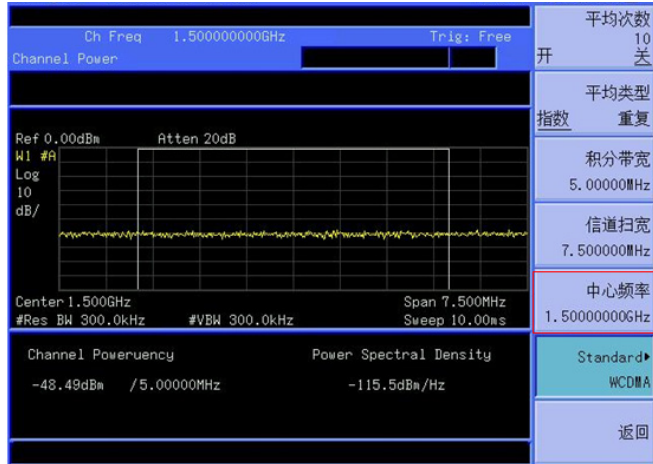 Ch Freq 1.500000000GHz Trig: Free
Channel Power
Ref 0.00dBm Atten 20dB
W1 #A
Log
10
dB/
Center 1.500GHz Span 7.500MHz
#Res BW 300.0kHz #VBW 300.0kHz Sweep 10.00ms
Channel Poweruency Power Spectral Density
-48.49dBm /5.00000MHz -115.5dBm/Hz
平均次数
10
开 关
平均类型
指数 重复
积分带宽
5.00000MHz
信道扫宽
7.500000MHz
中心频率
1.50000000GHz
Standard▸
WCDMA
返回